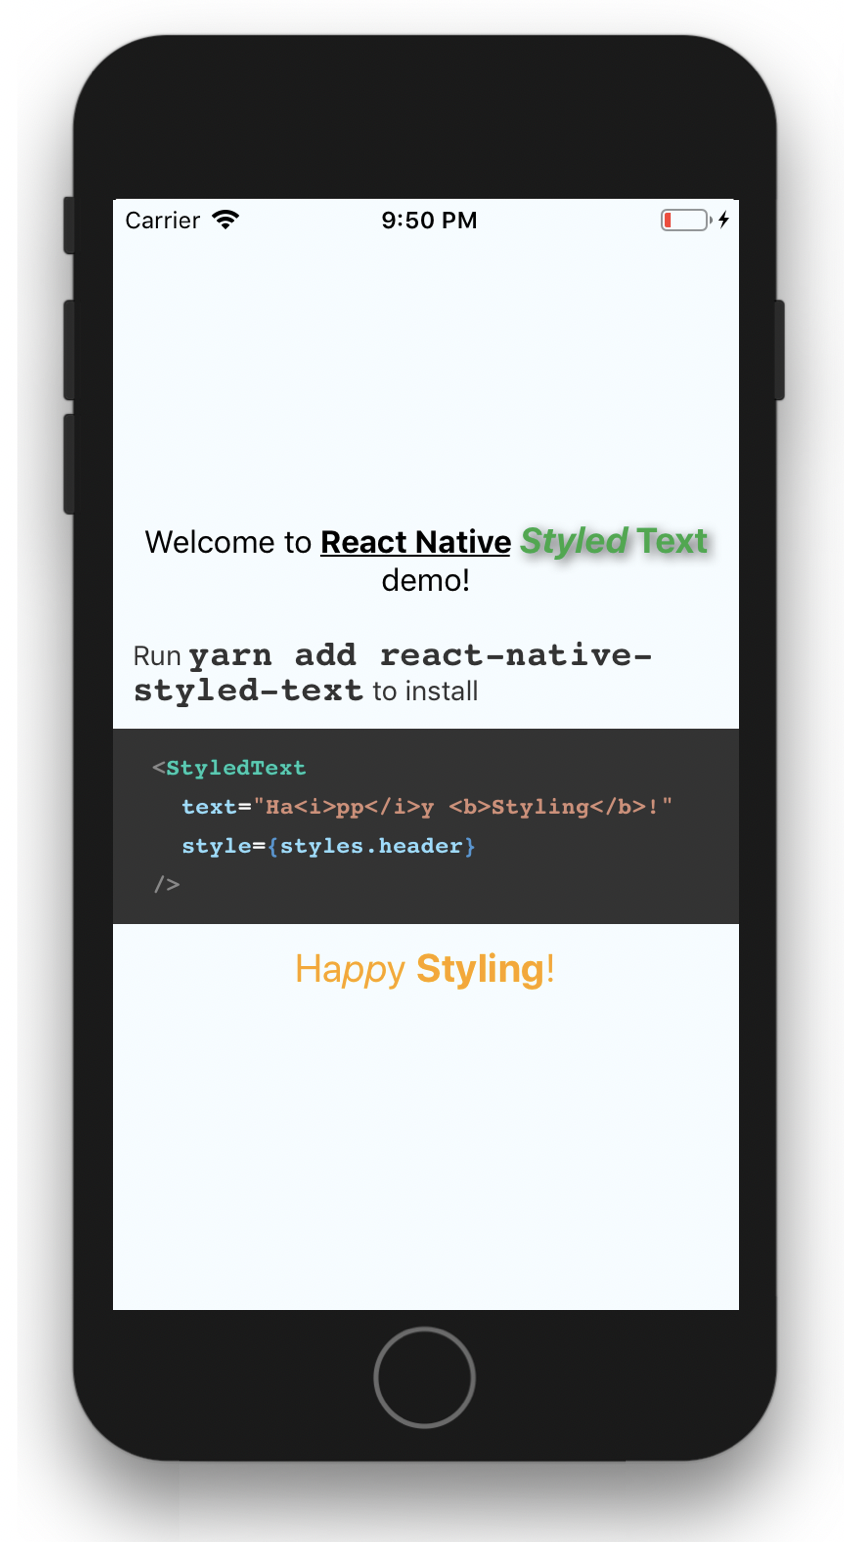 Carrier 9:50 PM
Welcome to React Native Styled Text
demo!
Run yarn add react-native-
styled-text to install
<StyledText
text="Ha<i>pp</i>y <b>Styling</b>!"
style={styles.header}
/>
Happy Styling!